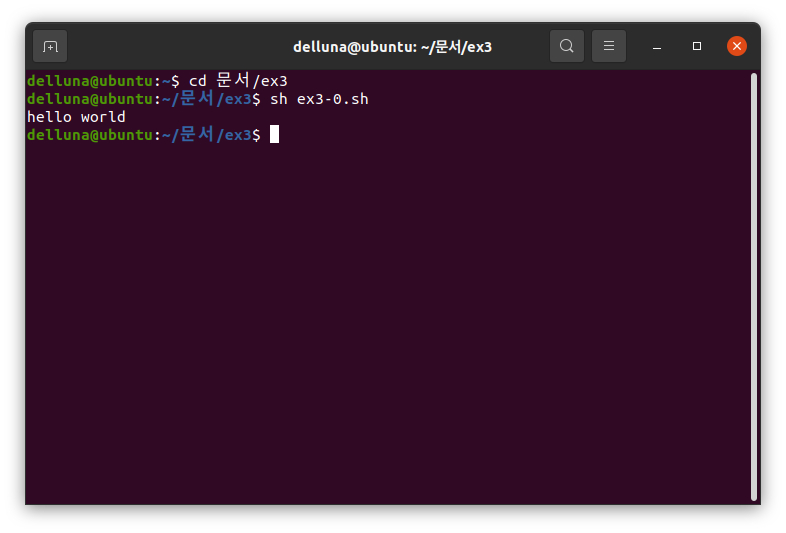 delluna@ubuntu: ~/문서/ex3
delluna@ubuntu:~$ cd 문서/ex3
delluna@ubuntu:~/문서/ex3$ sh ex3-0.sh
hello world
delluna@ubuntu:~/문서/ex3$